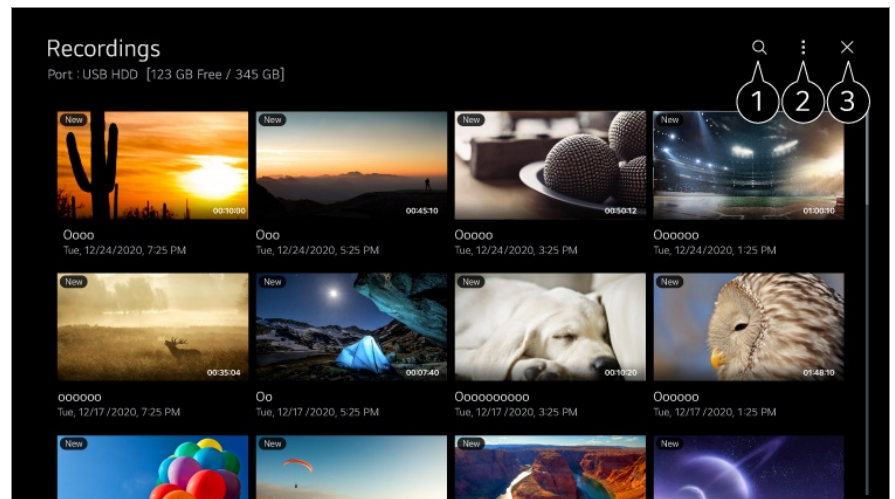 Recordings
Port : USB HDD [123 GB Free / 345 GB]
1 2 3
New New New New
00:10:00 00:45:10 00:50:12 01:00:10
Oooo Ooo Ooooo Oooooo
Tue, 12/24/2020, 7:25 PM Tue, 12/24/2020, 5:25 PM Tue, 12/24/2020, 3:25 PM Tue, 12/24/2020, 1:25 PM
New New New New
00:35:04 00:07:40 00:10:20 01:48:10
oooooo Oo Oooooooooo Oooooo
Tue, 12/17 /2020, 7:25 PM Tue, 12/17 /2020, 5:25 PM Tue, 12/17 /2020, 3:25 PM Tue, 12/17 /2020, 1:25 PM
New New New New